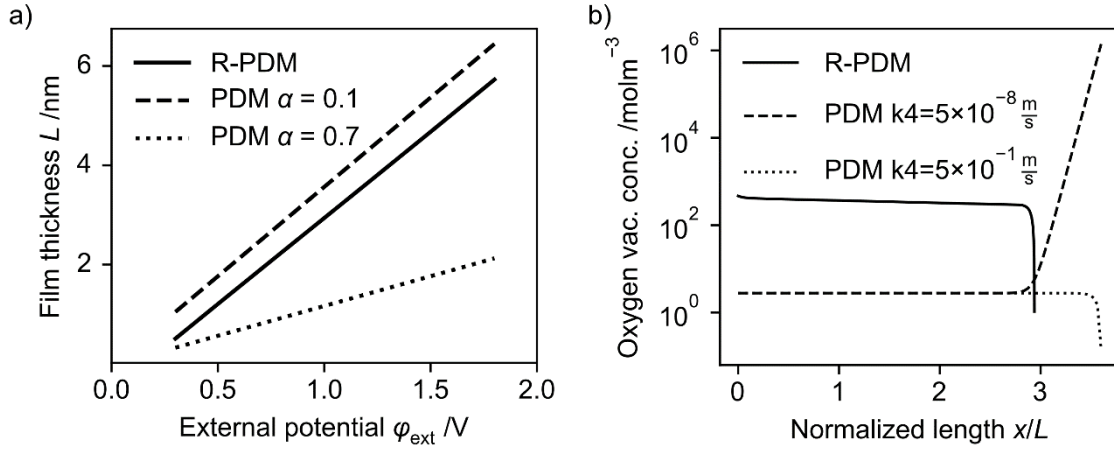 a)
Film thickness L /nm
6
4
2
R-PDM
PDM α = 0.1
PDM α = 0.7
0.0 0.5 1.0 1.5 2.0
External potential φext /V
b)
Oxygen vac. conc. /molm⁻³
10⁶
10⁴
10²
10⁰
R-PDM
PDM k4=5×10⁻⁸ m/s
PDM k4=5×10⁻¹ m/s
0 1 2 3
Normalized length x/L